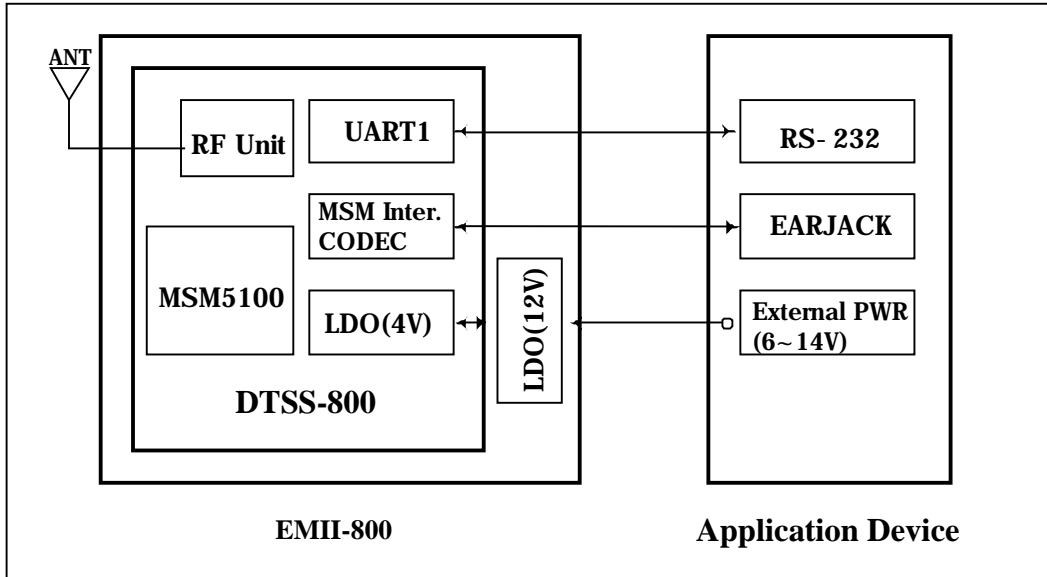 ANT
RF Unit
UART1
RS- 232
MSM Inter.
CODEC
EARJACK
MSM5100
LDO(4V)
LDO(12V)
External PWR
(6~14V)
DTSS-800
EMII-800
Application Device